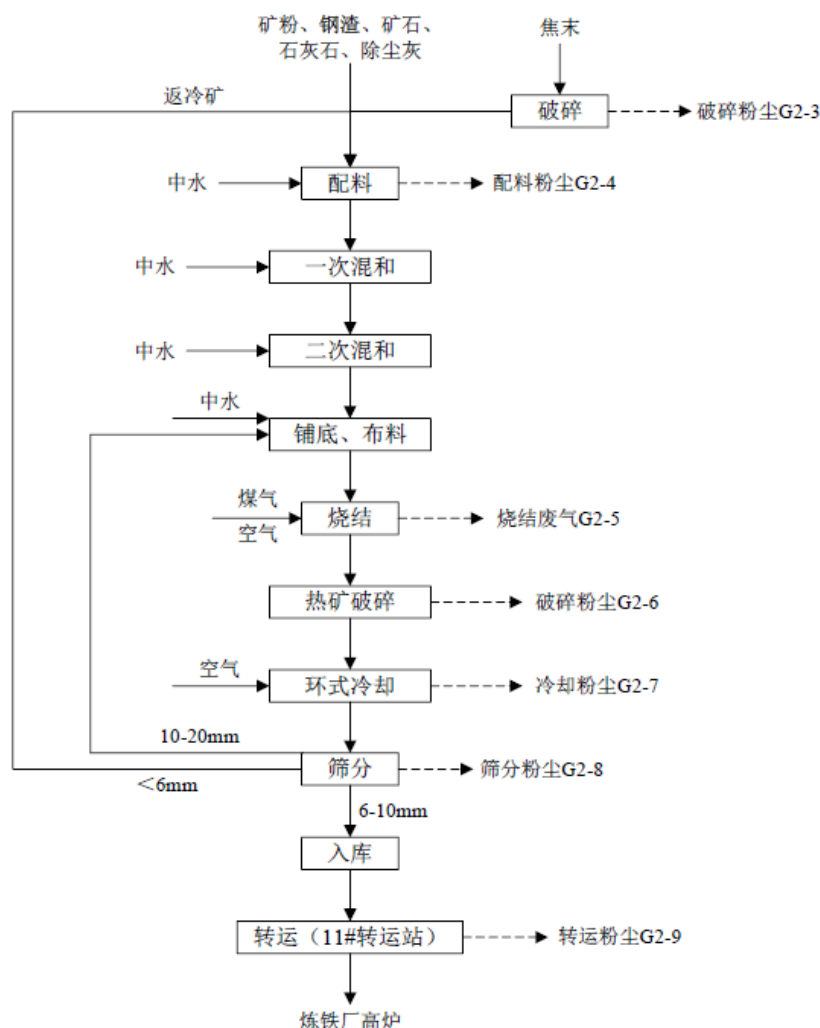 矿粉、钢渣、矿石、
石灰石、除尘灰
焦末
返冷矿
破碎
破碎粉尘G2-3
中水
配料
配料粉尘G2-4
中水
一次混和
中水
二次混和
中水
铺底、布料
煤气
空气
烧结
烧结废气G2-5
热矿破碎
破碎粉尘G2-6
空气
环式冷却
冷却粉尘G2-7
10-20mm
筛分
筛分粉尘G2-8
＜6mm
6-10mm
入库
转运（11#转运站）
转运粉尘G2-9
炼铁厂高炉